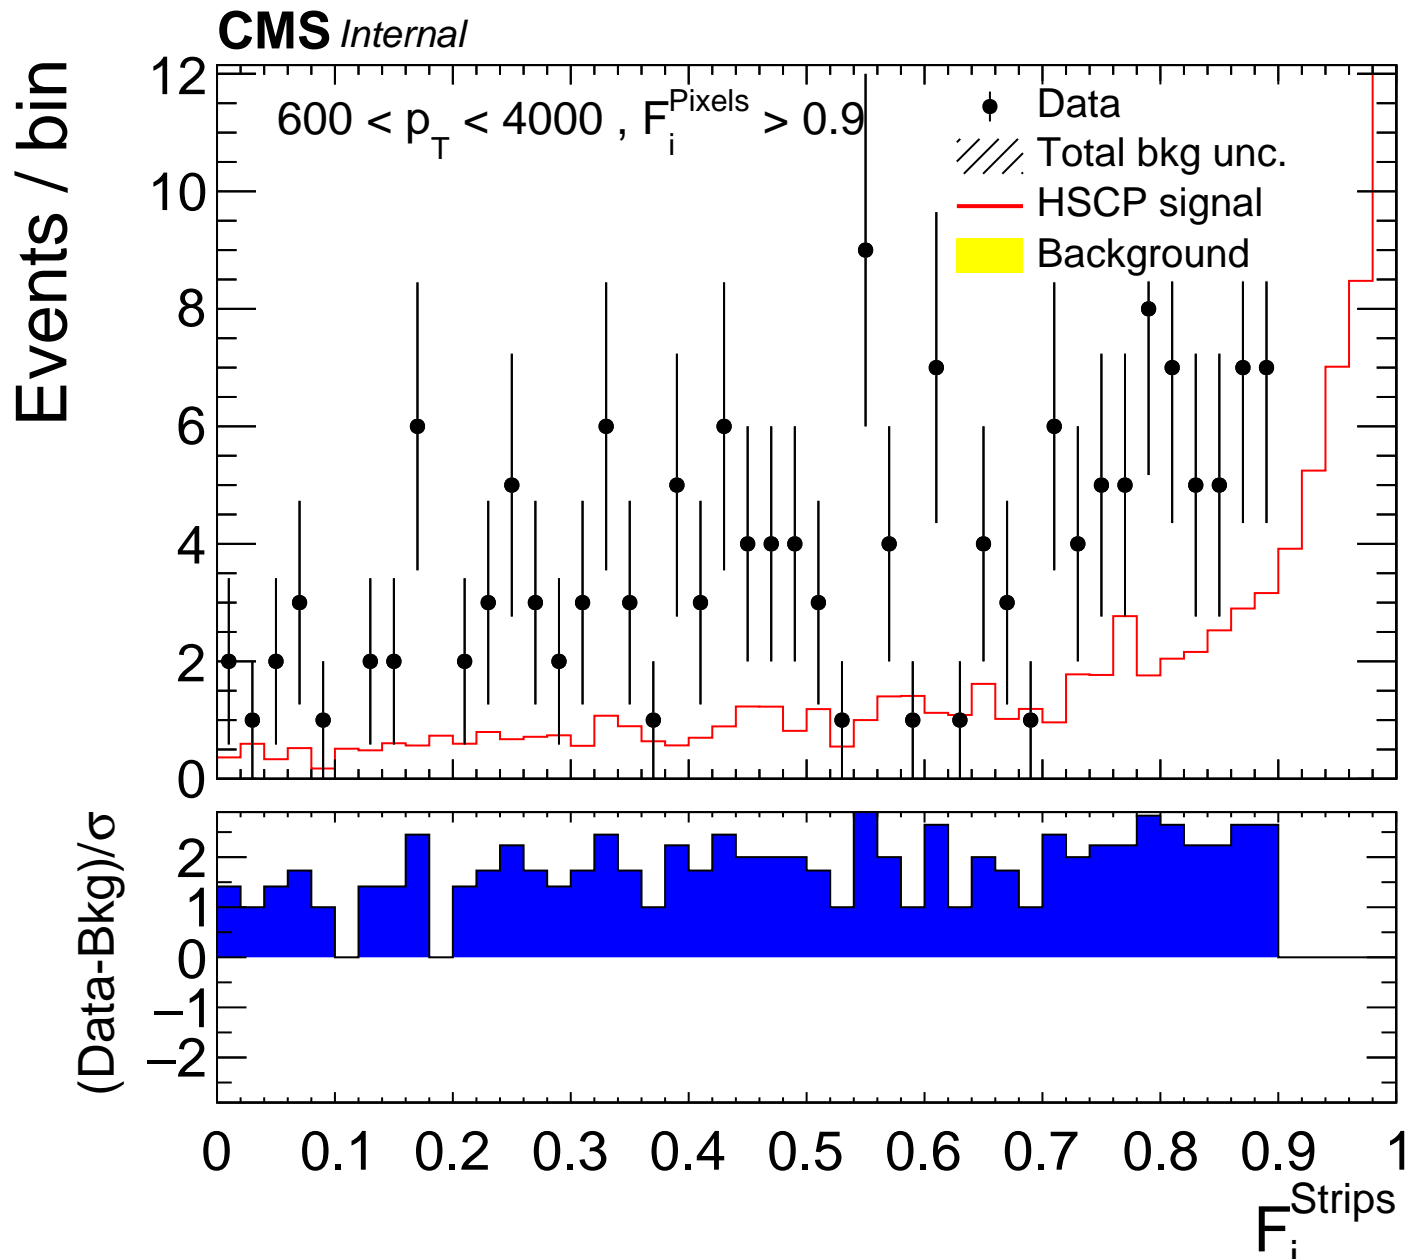 CMS Internal
Events / bin
12
10
8
6
4
2
0
600 < p_T < 4000 , F_i^Pixels > 0.9
Data
Total bkg unc.
HSCP signal
Background
(Data-Bkg)/σ
2
1
0
−1
−2
0 0.1 0.2 0.3 0.4 0.5 0.6 0.7 0.8 0.9 1
F_i^Strips